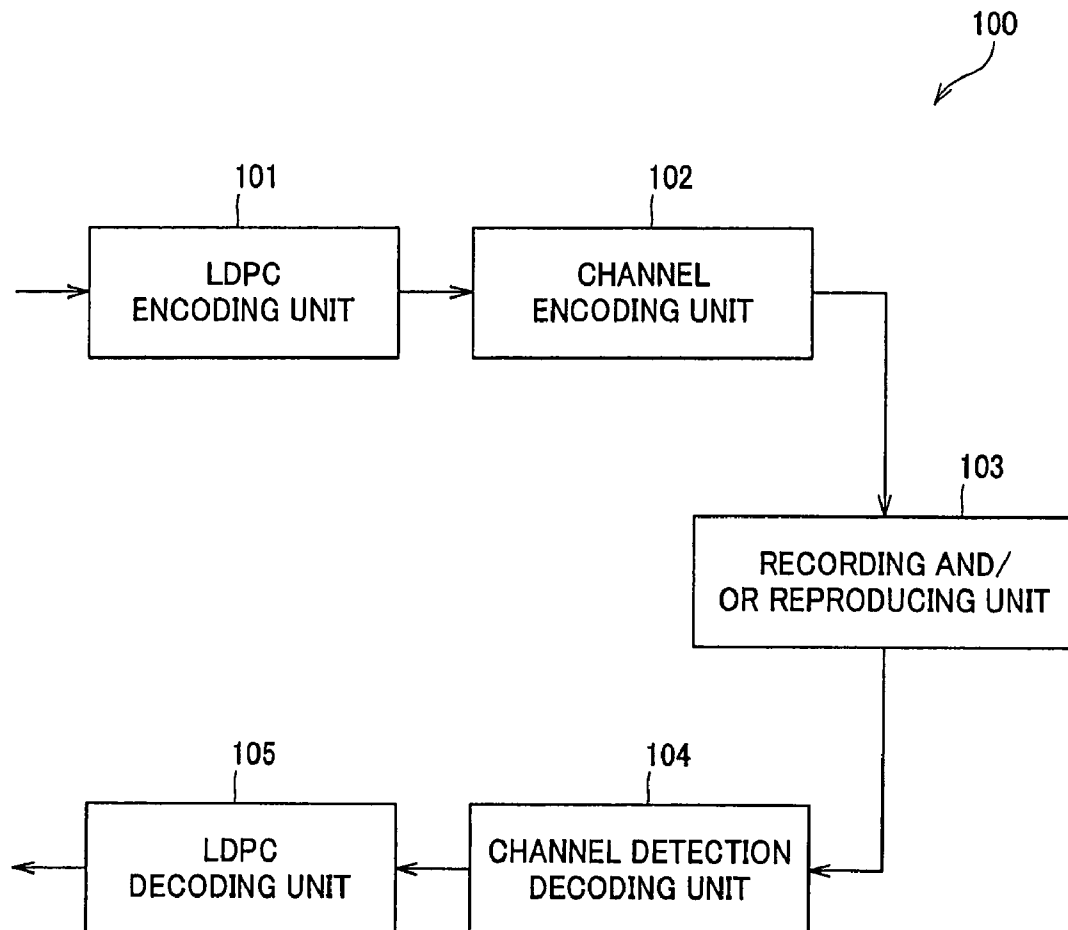 100
101
LDPC
ENCODING UNIT
102
CHANNEL
ENCODING UNIT
103
RECORDING AND/
OR REPRODUCING UNIT
105
LDPC
DECODING UNIT
104
CHANNEL DETECTION
DECODING UNIT